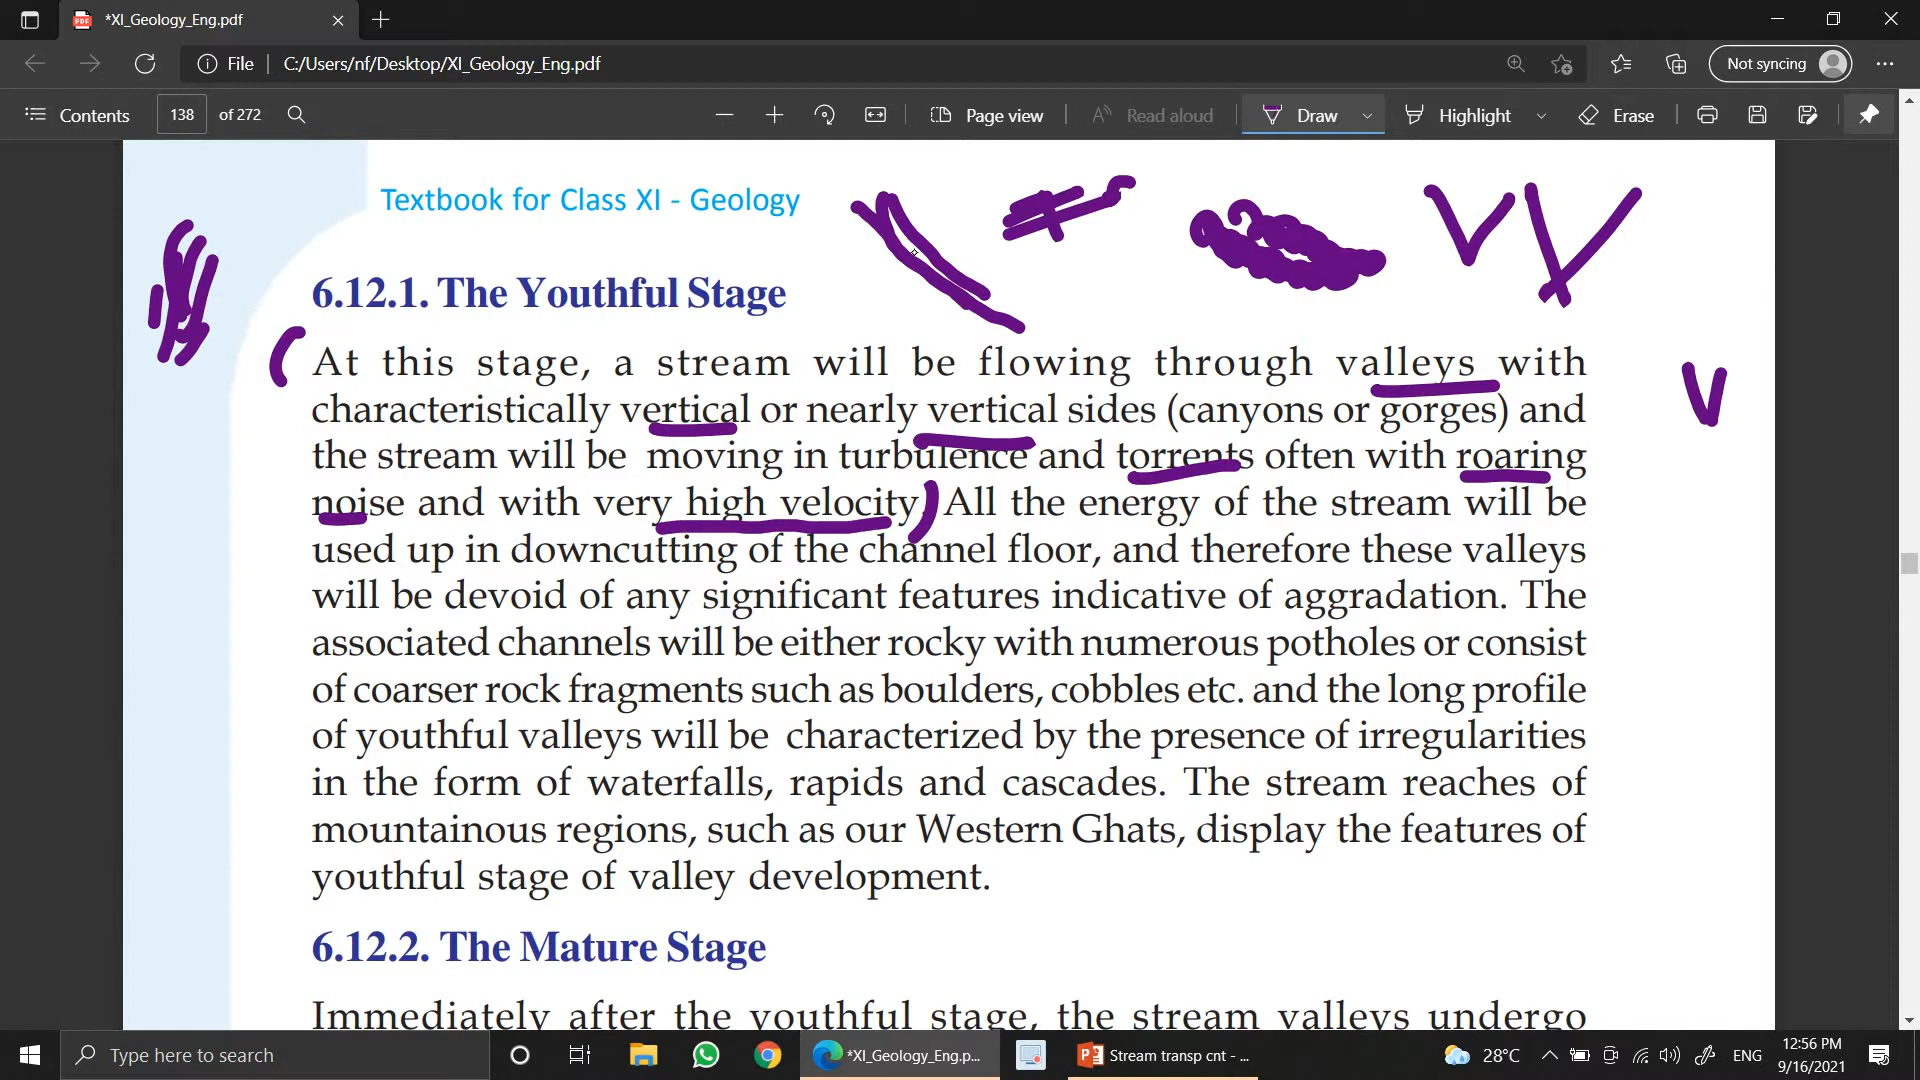 *XI_Geology_Eng.pdf
File C:/Users/nf/Desktop/XI_Geology_Eng.pdf Not syncing
Contents 138 of 272 Page view Read aloud Draw Highlight Erase
Textbook for Class XI - Geology
6.12.1. The Youthful Stage
At this stage, a stream will be flowing through valleys with
characteristically vertical or nearly vertical sides (canyons or gorges) and
the stream will be moving in turbulence and torrents often with roaring
noise and with very high velocity. All the energy of the stream will be
used up in downcutting of the channel floor, and therefore these valleys
will be devoid of any significant features indicative of aggradation. The
associated channels will be either rocky with numerous potholes or consist
of coarser rock fragments such as boulders, cobbles etc. and the long profile
of youthful valleys will be characterized by the presence of irregularities
in the form of waterfalls, rapids and cascades. The stream reaches of
mountainous regions, such as our Western Ghats, display the features of
youthful stage of valley development.
6.12.2. The Mature Stage
Immediately after the youthful stage, the stream valleys undergo
Type here to search *XI_Geology_Eng.p... Stream transp cnt - ... 28°C ENG 12:56 PM
9/16/2021